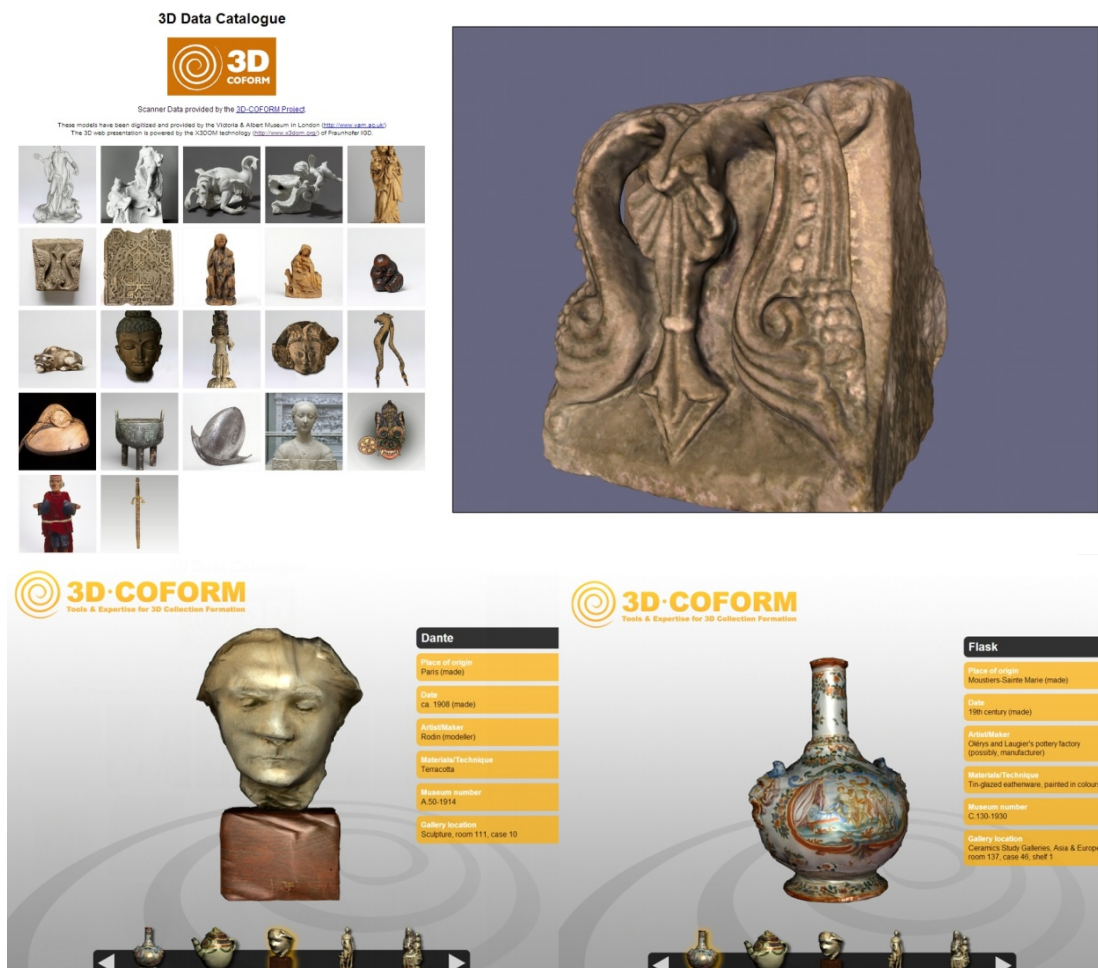 3D Data Catalogue
3D
COFORM
Scanner Data provided by the 3D-COFORM Project.
These models have been digitized and provided by the Victoria & Albert Museum in London (http://www.vam.ac.uk/)
The 3D web presentation is powered by the X3DOM technology (http://www.x3dom.org/) of Fraunhofer IGD.
3D·COFORM
Tools & Expertise for 3D Collection Formation
Dante
Place of origin
Paris (made)
Date
ca. 1908 (made)
Artist/Maker
Rodin (modeller)
Materials/Technique
Terracotta
Museum number
A.50-1914
Gallery location
Sculpture, room 111, case 10
3D·COFORM
Tools & Expertise for 3D Collection Formation
Flask
Place of origin
Moustiers-Sainte Marie (made)
Date
19th century (made)
Artist/Maker
Olérys and Laugier's pottery factory
(possibly, manufacturer)
Materials/Technique
Tin-glazed eathenware, painted in colour
Museum number
C.130-1930
Gallery location
Ceramics Study Galleries, Asia & Europe
room 137, case 46, shelf 1